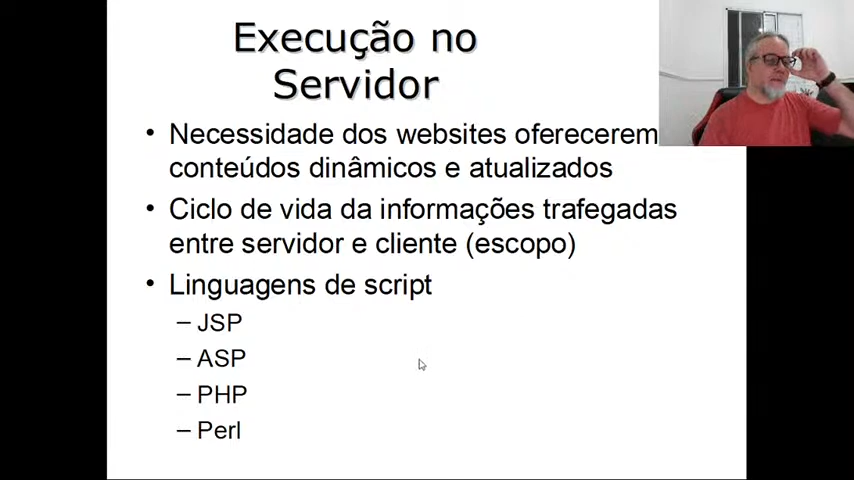 Execução no
Servidor
• Necessidade dos websites oferecerem
conteúdos dinâmicos e atualizados
• Ciclo de vida da informações trafegadas
entre servidor e cliente (escopo)
• Linguagens de script
– JSP
– ASP
– PHP
– Perl